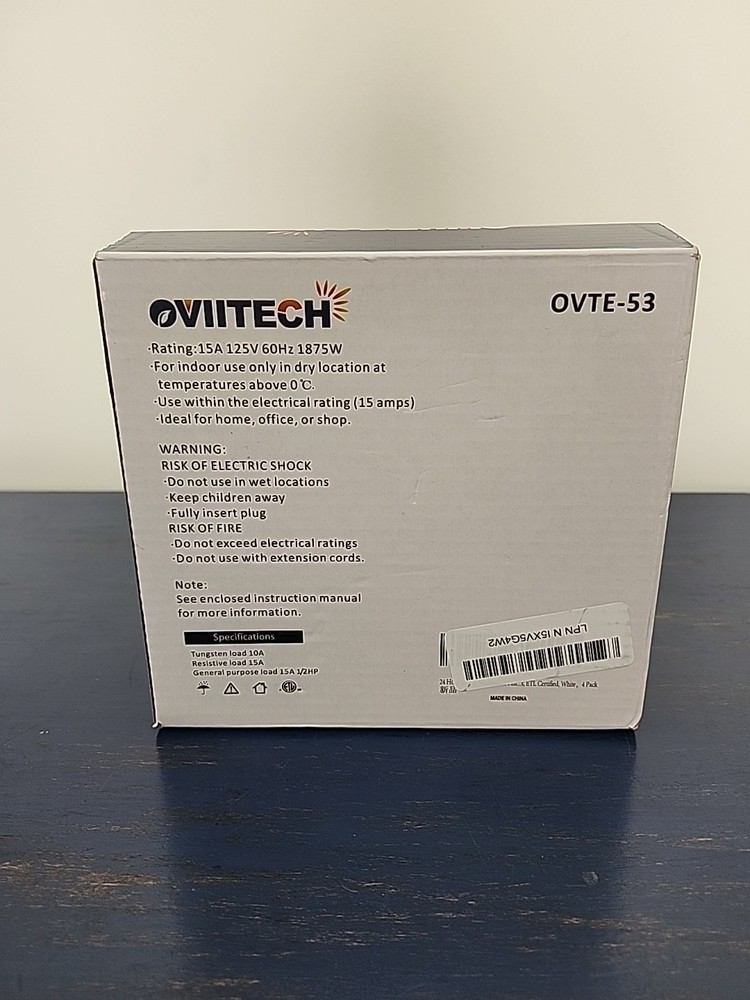 OVIITECH
OVTE-53
·Rating:15A 125V 60Hz 1875W
·For indoor use only in dry location at
temperatures above 0℃.
·Use within the electrical rating (15 amps)
·Ideal for home, office, or shop.
WARNING:
RISK OF ELECTRIC SHOCK
·Do not use in wet locations
·Keep children away
·Fully insert plug
RISK OF FIRE
·Do not exceed electrical ratings
·Do not use with extension cords.
Note:
See enclosed instruction manual
for more information.
Specifications
Tungsten load 10A
Resistive load 15A
General purpose load 15A 1/2HP
LPN N I5XV5G4W2
24
ETL Certified, White, 4 Pack
MADE IN CHINA